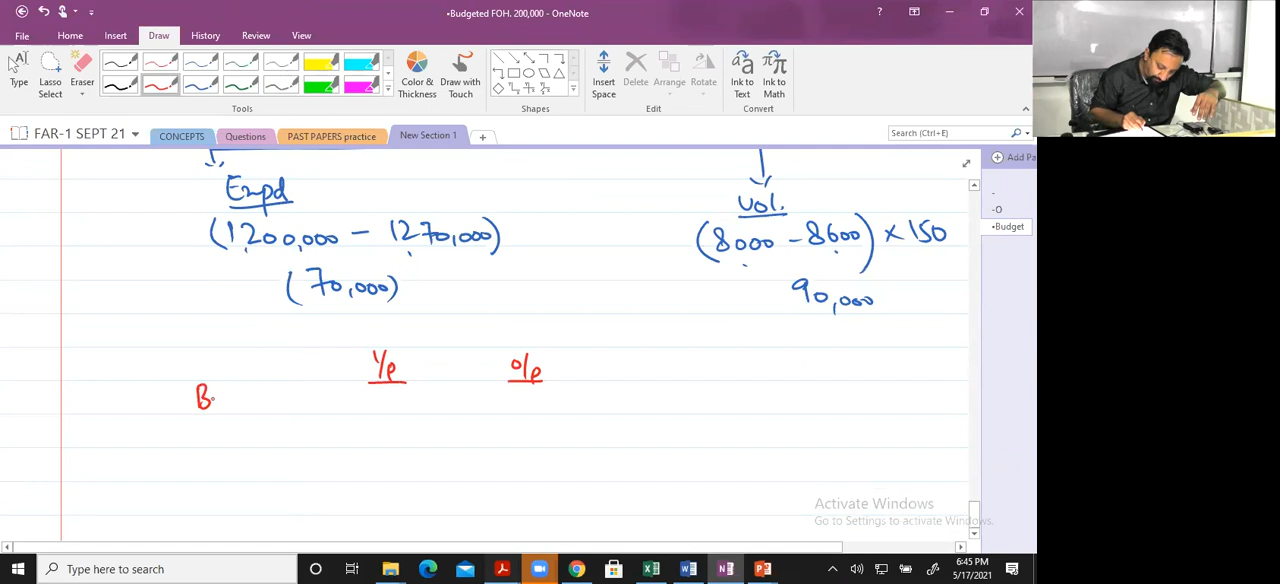 •Budgeted FOH. 200,000 - OneNote
File Home Insert Draw History Review View
Type
Lasso Select
Eraser
Color & Thickness
Draw with Touch
Insert Space
Delete
Arrange
Rotate
Ink to Text
Ink to Math
Tools Shapes Edit Convert
FAR-1 SEPT 21 CONCEPTS Questions PAST PAPERS practice New Section 1 Search (Ctrl+E)
Add Pa
-
-O
•Budget
Expd Vol.
(1200,000 - 1270,000) (8000 - 8600) × 150
(70,000) 90,000
I/P O/P
B
Activate Windows
Go to Settings to activate Windows.
Type here to search
6:45 PM
5/17/2021